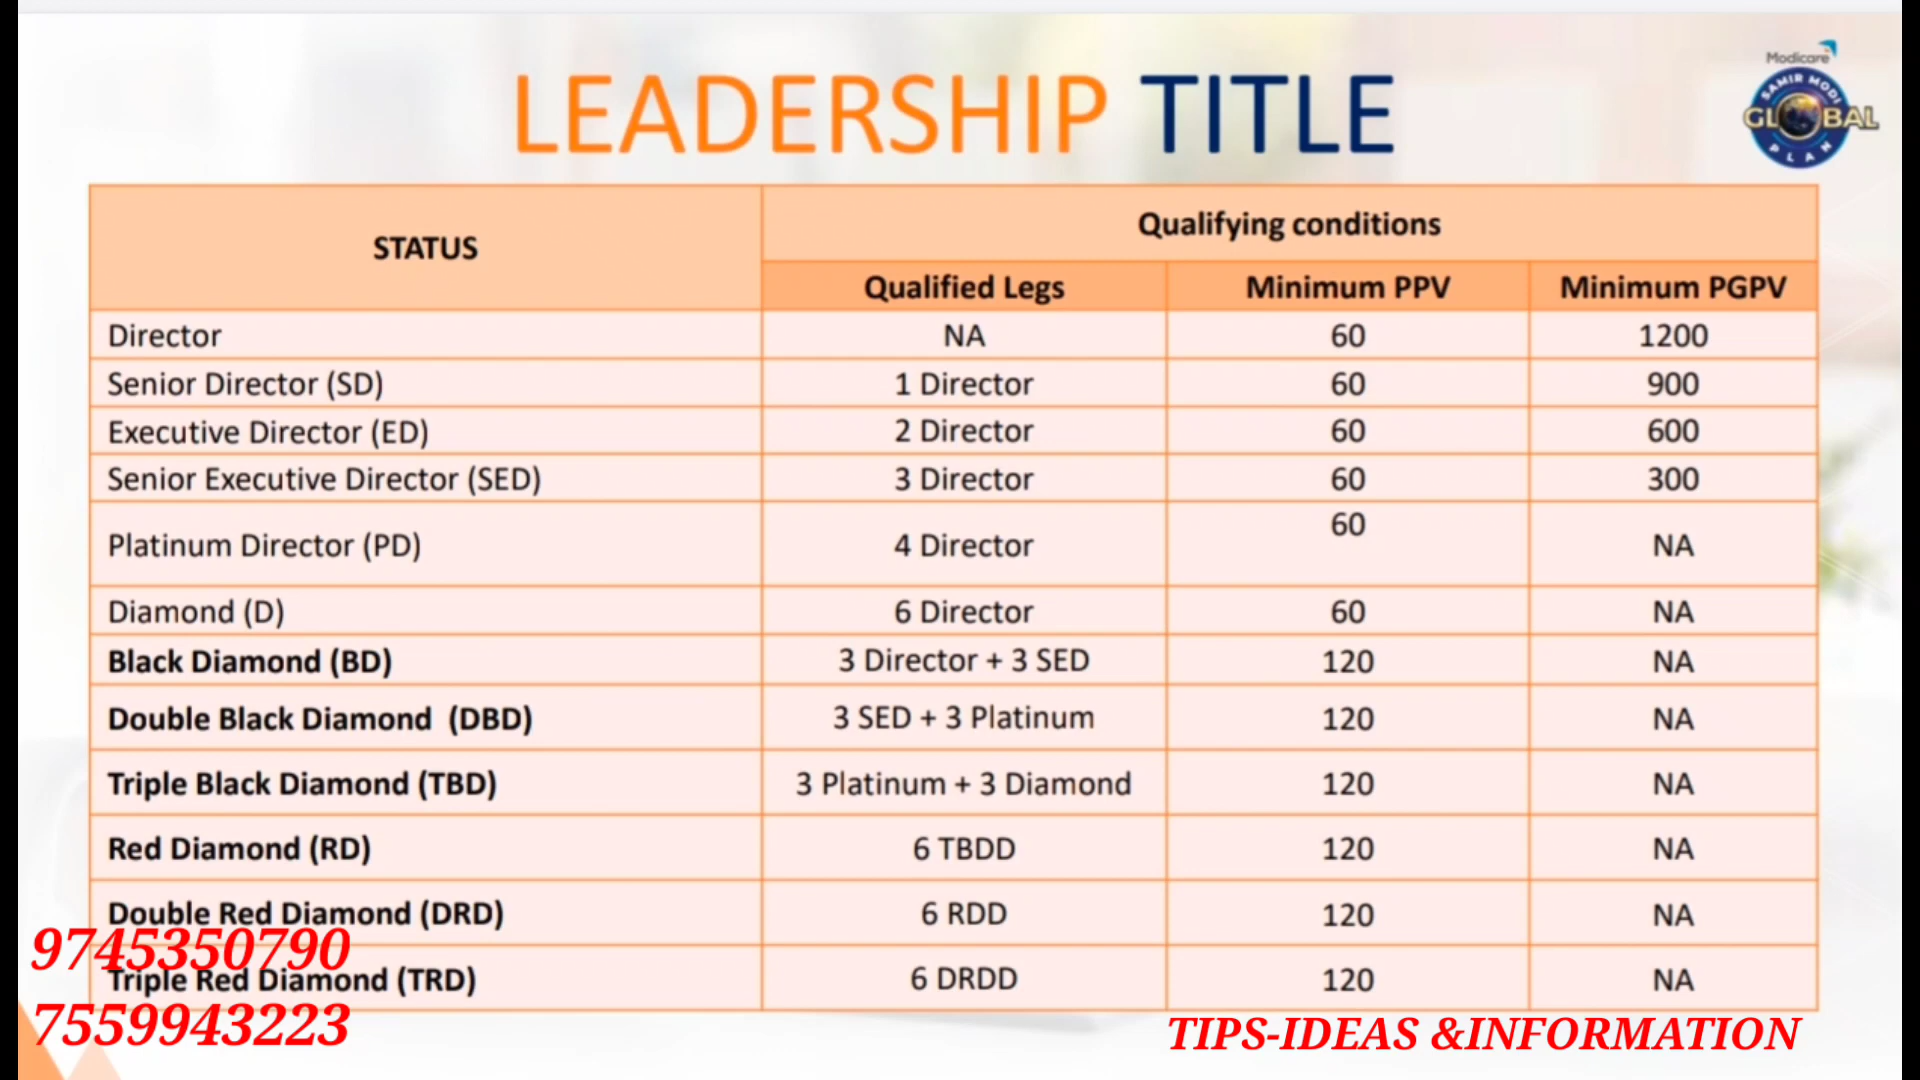 LEADERSHIP TITLE
Modicare
SAMIR MODI
GLOBAL
PLAN
STATUS
Qualifying conditions
Qualified Legs Minimum PPV Minimum PGPV
Director NA 60 1200
Senior Director (SD) 1 Director 60 900
Executive Director (ED) 2 Director 60 600
Senior Executive Director (SED) 3 Director 60 300
Platinum Director (PD) 4 Director 60 NA
Diamond (D) 6 Director 60 NA
Black Diamond (BD) 3 Director + 3 SED 120 NA
Double Black Diamond (DBD) 3 SED + 3 Platinum 120 NA
Triple Black Diamond (TBD) 3 Platinum + 3 Diamond 120 NA
Red Diamond (RD) 6 TBDD 120 NA
Double Red Diamond (DRD) 6 RDD 120 NA
9745350790
Triple Red Diamond (TRD) 6 DRDD 120 NA
7559943223
TIPS-IDEAS &INFORMATION